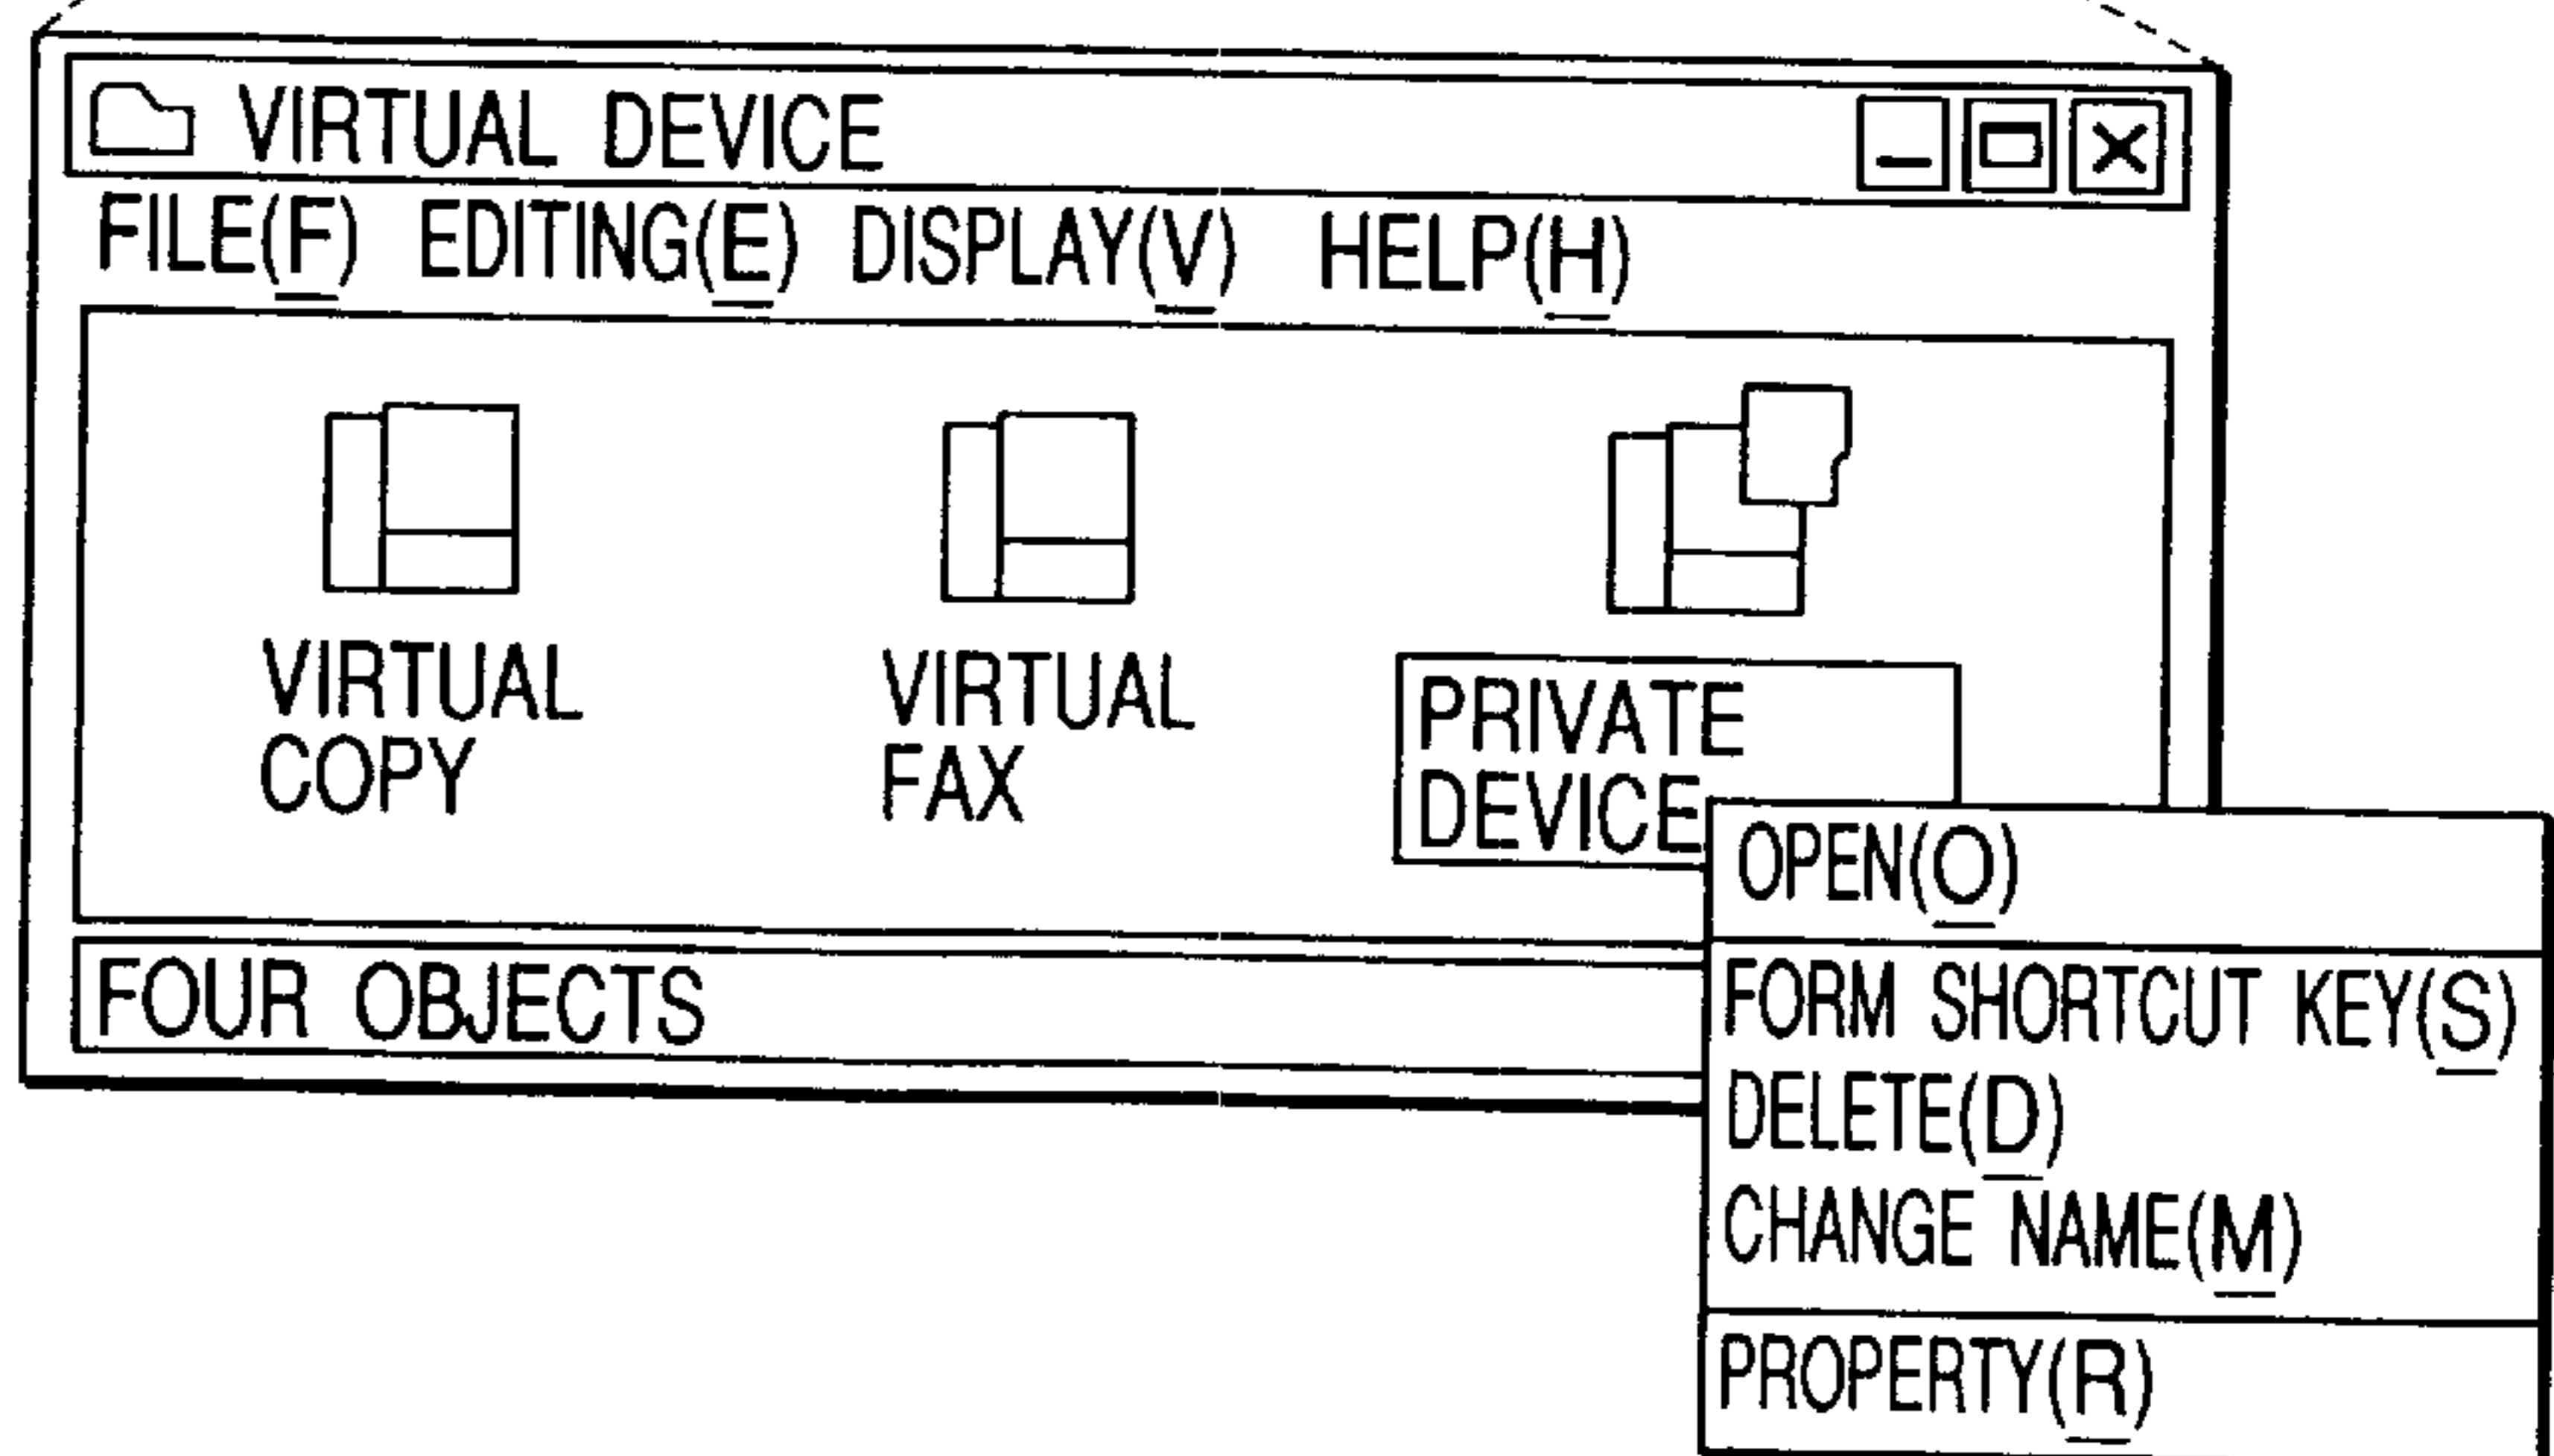 VIRTUAL DEVICE
FILE(F) EDITING(E) DISPLAY(V) HELP(H)
VIRTUAL
COPY
VIRTUAL
FAX
PRIVATE
DEVICE
OPEN(O)
FORM SHORTCUT KEY(S)
DELETE(D)
CHANGE NAME(M)
PROPERTY(R)
FOUR OBJECTS